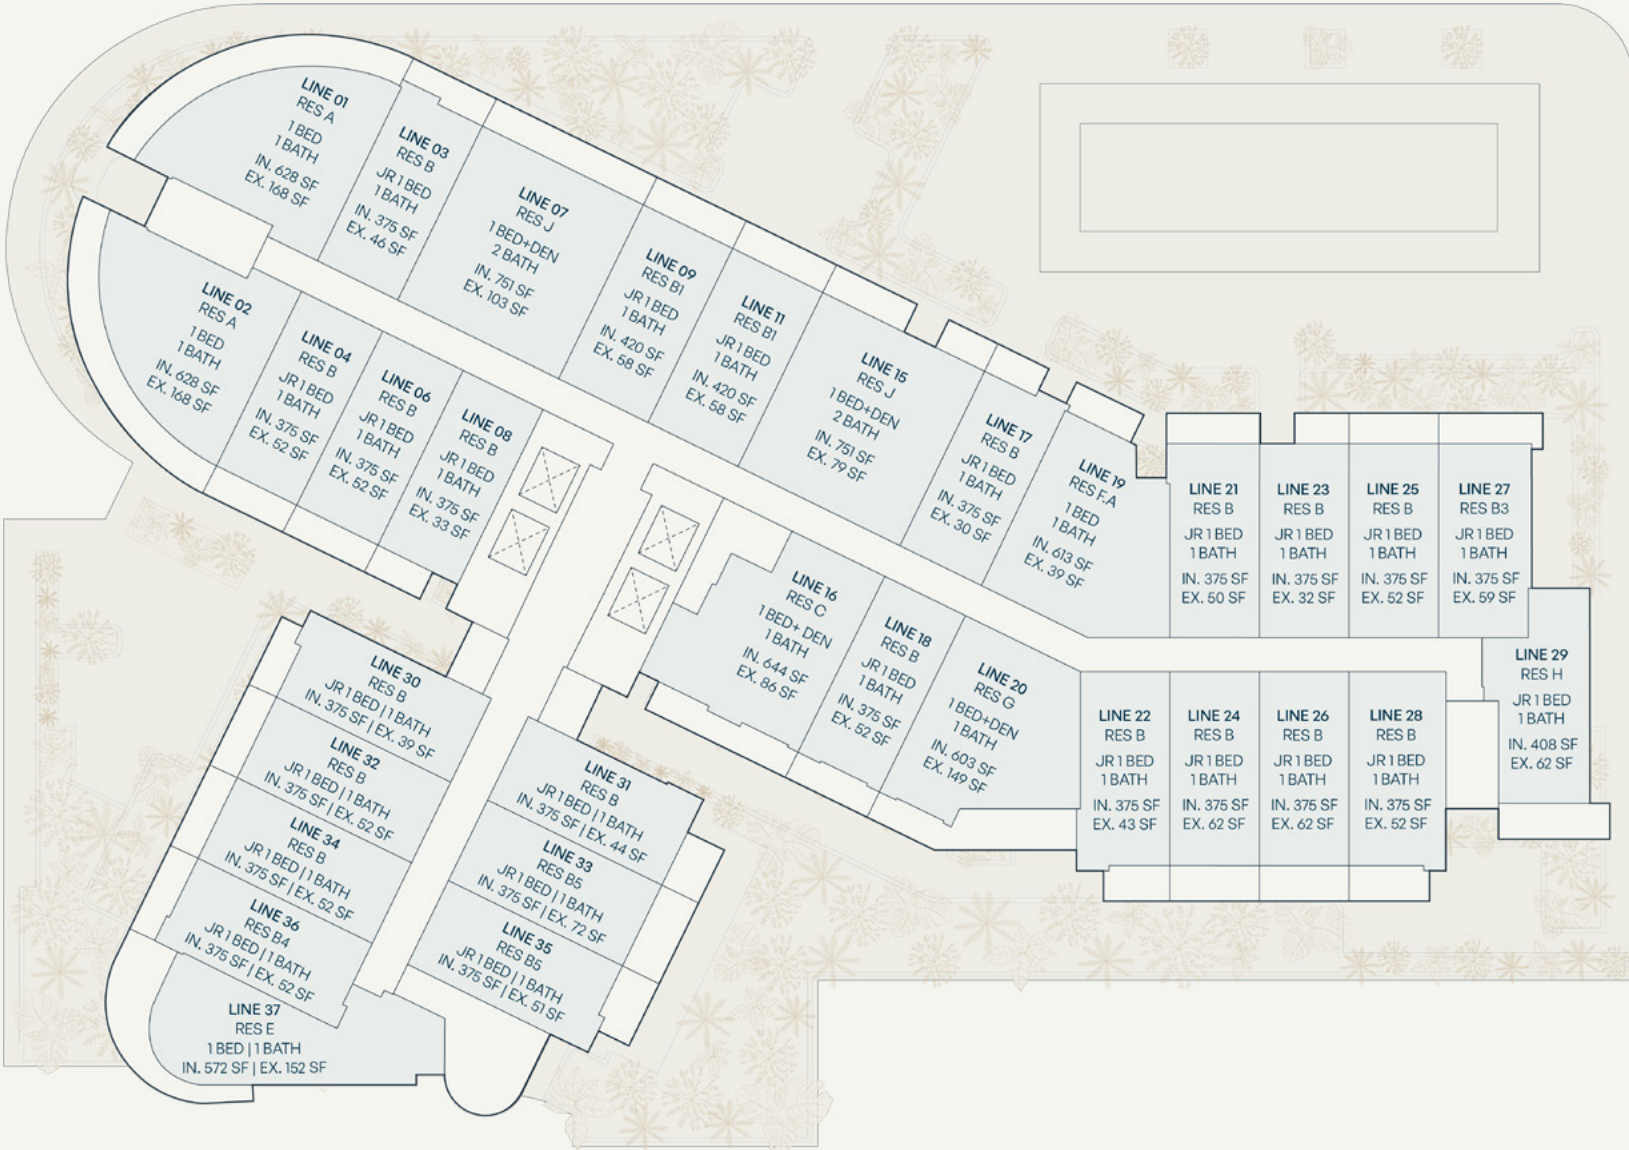 LINE 01
RES A
1 BED
1 BATH
IN. 628 SF
EX. 168 SF
LINE 03
RES B
JR 1 BED
1 BATH
IN. 375 SF
EX. 46 SF
LINE 07
RES J
1 BED+DEN
2 BATH
IN. 751 SF
EX. 103 SF
LINE 09
RES B1
JR 1 BED
1 BATH
IN. 420 SF
EX. 58 SF
LINE 11
RES B1
JR 1 BED
1 BATH
IN. 420 SF
EX. 58 SF
LINE 15
RES J
1 BED+DEN
2 BATH
IN. 751 SF
EX. 79 SF
LINE 17
RES B
JR 1 BED
1 BATH
IN. 375 SF
EX. 30 SF
LINE 19
RES F.A
1 BED
1 BATH
IN. 613 SF
EX. 39 SF
LINE 21
RES B
JR 1 BED
1 BATH
IN. 375 SF
EX. 50 SF
LINE 23
RES B
JR 1 BED
1 BATH
IN. 375 SF
EX. 32 SF
LINE 25
RES B
JR 1 BED
1 BATH
IN. 375 SF
EX. 52 SF
LINE 27
RES B3
JR 1 BED
1 BATH
IN. 375 SF
EX. 59 SF
LINE 29
RES H
JR 1 BED
1 BATH
IN. 408 SF
EX. 62 SF
LINE 02
RES A
1 BED
1 BATH
IN. 628 SF
EX. 168 SF
LINE 04
RES B
JR 1 BED
1 BATH
IN. 375 SF
EX. 52 SF
LINE 06
RES B
JR 1 BED
1 BATH
IN. 375 SF
EX. 52 SF
LINE 08
RES B
JR 1 BED
1 BATH
IN. 375 SF
EX. 33 SF
LINE 16
RES C
1 BED+ DEN
1 BATH
IN. 644 SF
EX. 86 SF
LINE 18
RES B
JR 1 BED
1 BATH
IN. 375 SF
EX. 52 SF
LINE 20
RES G
1 BED+DEN
1 BATH
IN. 603 SF
EX. 149 SF
LINE 22
RES B
JR 1 BED
1 BATH
IN. 375 SF
EX. 43 SF
LINE 24
RES B
JR 1 BED
1 BATH
IN. 375 SF
EX. 62 SF
LINE 26
RES B
JR 1 BED
1 BATH
IN. 375 SF
EX. 62 SF
LINE 28
RES B
JR 1 BED
1 BATH
IN. 375 SF
EX. 52 SF
LINE 30
RES B
JR 1 BED | 1 BATH
IN. 375 SF | EX. 39 SF
LINE 32
RES B
JR 1 BED | 1 BATH
IN. 375 SF | EX. 52 SF
LINE 34
RES B
JR 1 BED | 1 BATH
IN. 375 SF | EX. 52 SF
LINE 36
RES B4
JR 1 BED | 1 BATH
IN. 375 SF | EX. 52 SF
LINE 37
RES E
1 BED | 1 BATH
IN. 572 SF | EX. 152 SF
LINE 31
RES B
JR 1 BED | 1 BATH
IN. 375 SF | EX. 44 SF
LINE 33
RES B5
JR 1 BED | 1 BATH
IN. 375 SF | EX. 72 SF
LINE 35
RES B5
JR 1 BED | 1 BATH
IN. 375 SF | EX. 51 SF